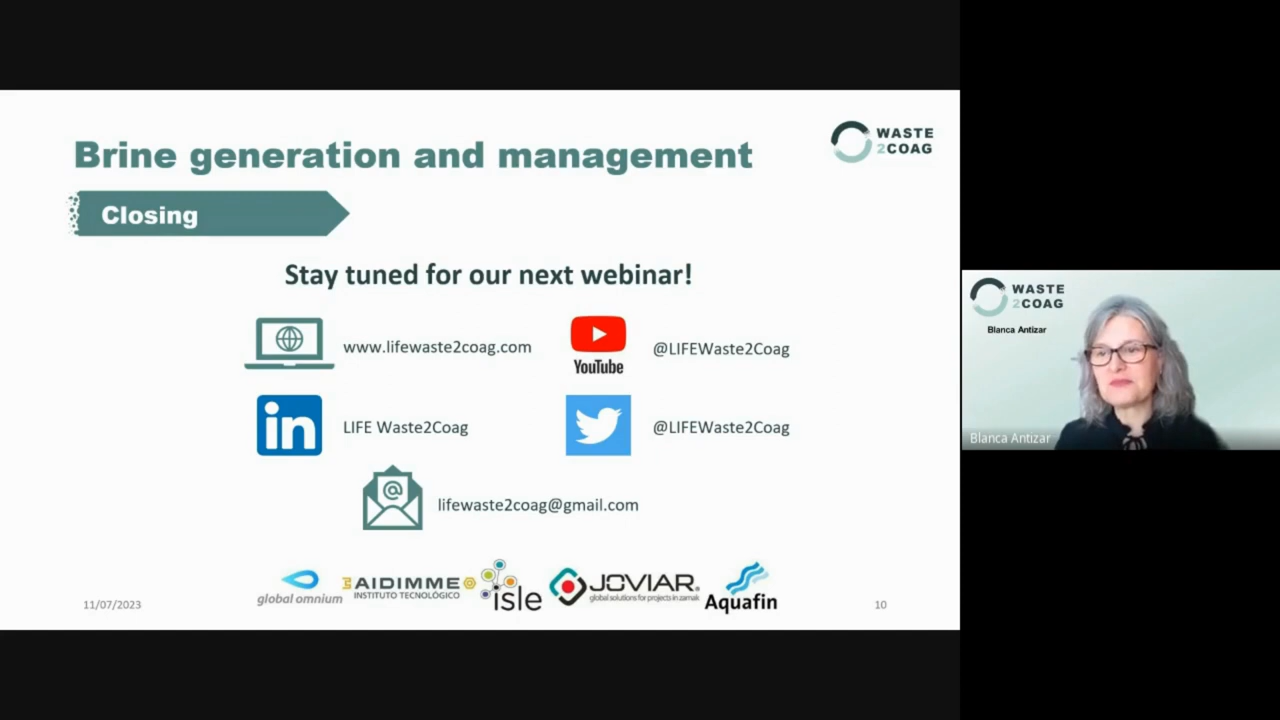 Brine generation and management
WASTE
2COAG
Closing
Stay tuned for our next webinar!
www.lifewaste2coag.com
YouTube
@LIFEWaste2Coag
in
LIFE Waste2Coag
@LIFEWaste2Coag
@
lifewaste2coag@gmail.com
global omnium
AIDIMME
INSTITUTO TECNOLÓGICO
isle
JOVIAR®
global solutions for projects in zamak
Aquafin
11/07/2023
10
WASTE
2COAG
Blanca Antizar
Blanca Antizar